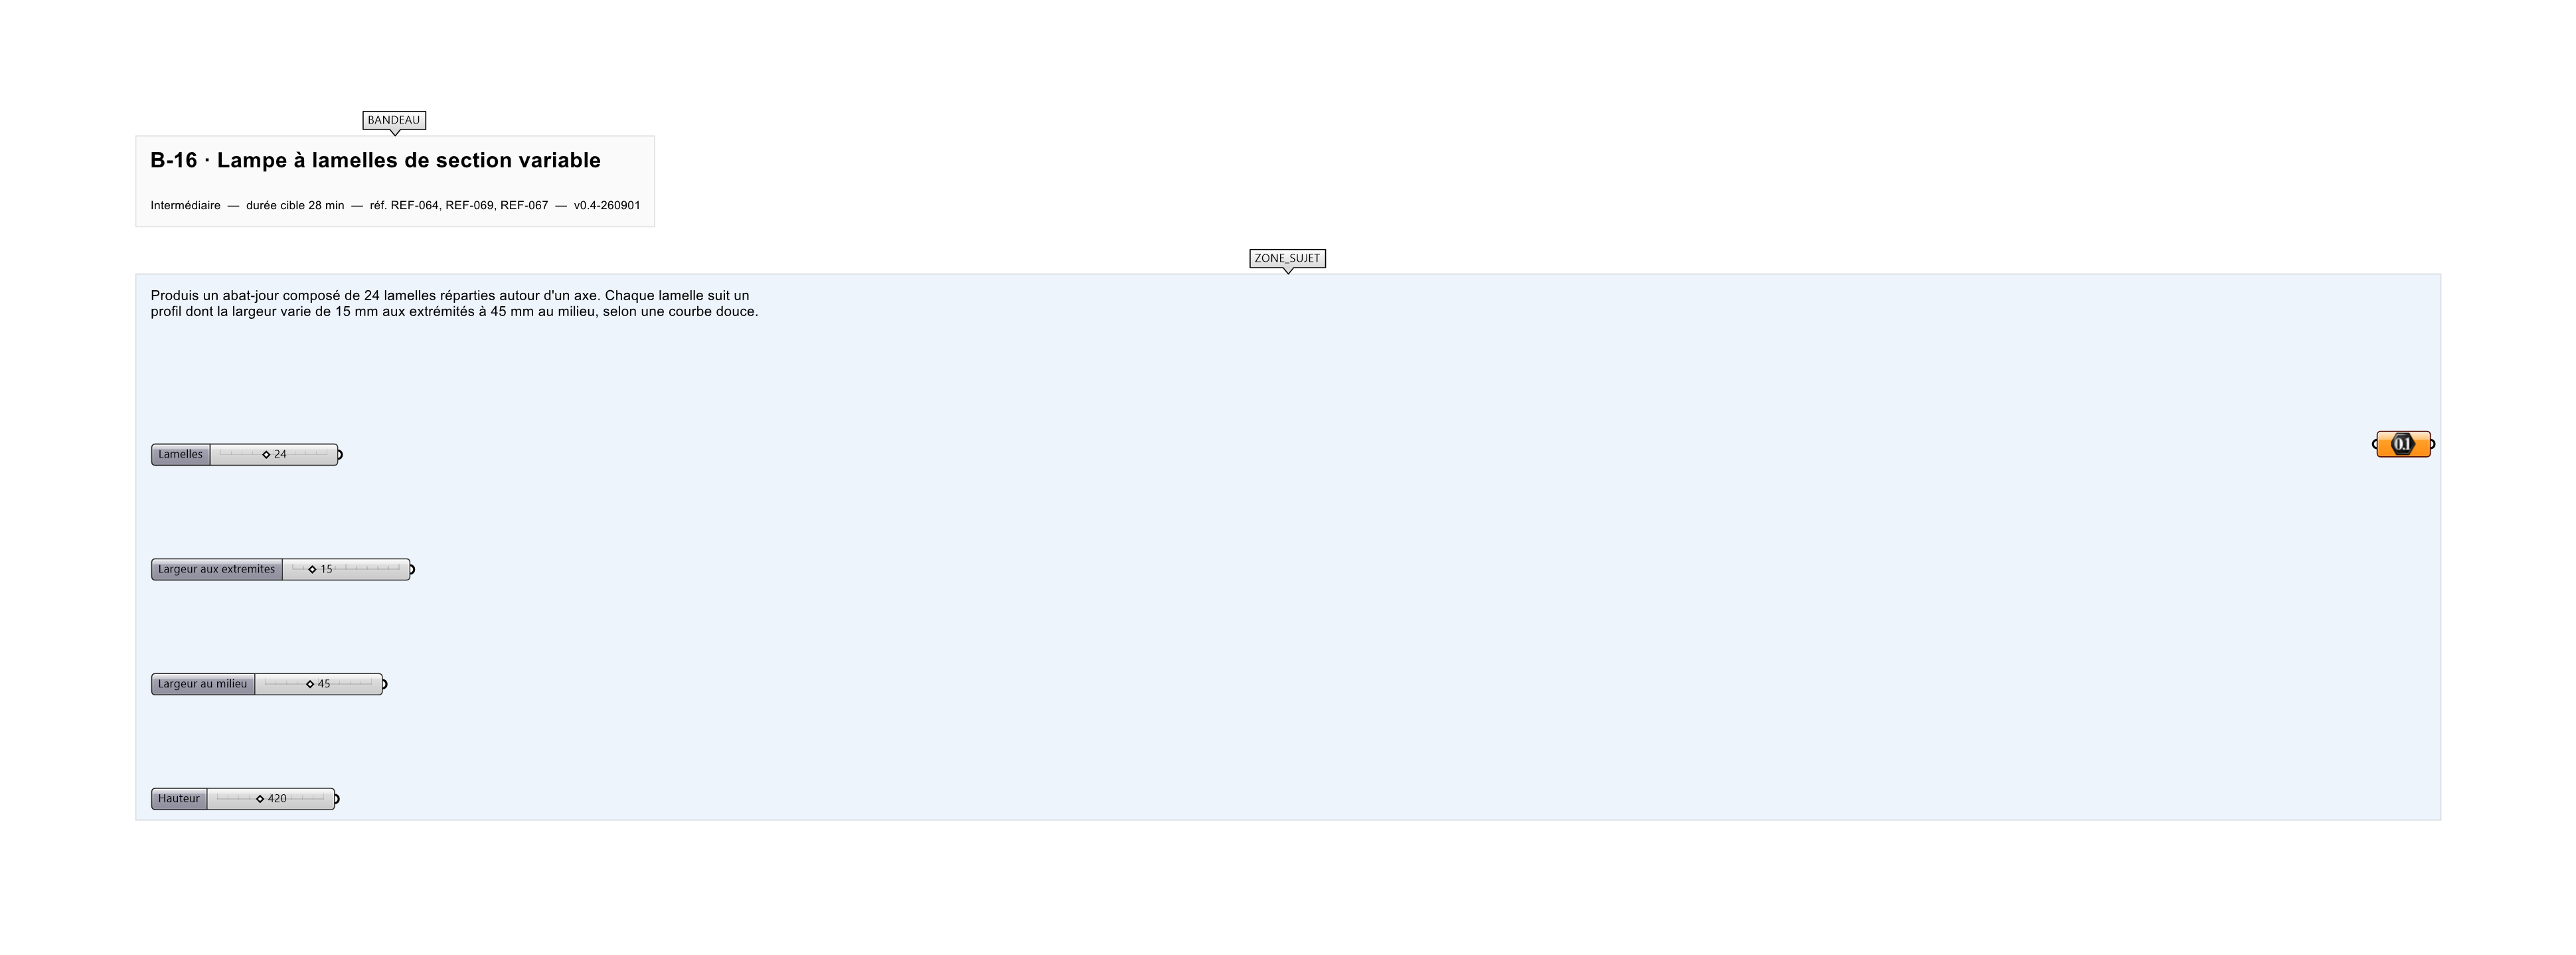 BANDEAU
B-16 · Lampe à lamelles de section variable
Intermédiaire — durée cible 28 min — réf. REF-064, REF-069, REF-067 — v0.4-260901
ZONE_SUJET
Produis un abat-jour composé de 24 lamelles réparties autour d'un axe. Chaque lamelle suit un
profil dont la largeur varie de 15 mm aux extrémités à 45 mm au milieu, selon une courbe douce.
Lamelles 24
0.1
Largeur aux extremites 15
Largeur au milieu 45
Hauteur 420